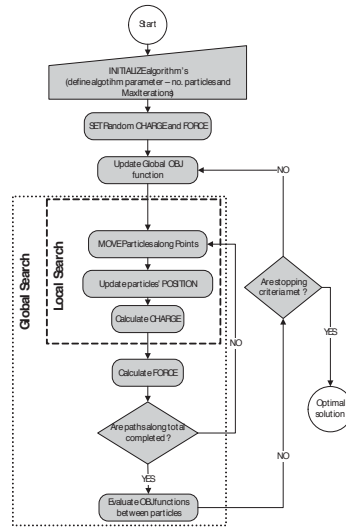 Start
INITIALIZE algorithm's
(define algotihm parameter – no. particles and
MaxIterations)
SET Random CHARGE and FORCE
Update Global OBJ
function
NO
Global Search
Local Search
MOVE Particles along Points
Update particles' POSITION
Calculate CHARGE
NO
Calculate FORCE
Are paths along total
completed ?
YES
Evaluate OBJ functions
between particles
NO
Are stopping
criteria met ?
YES
Optimal
solution